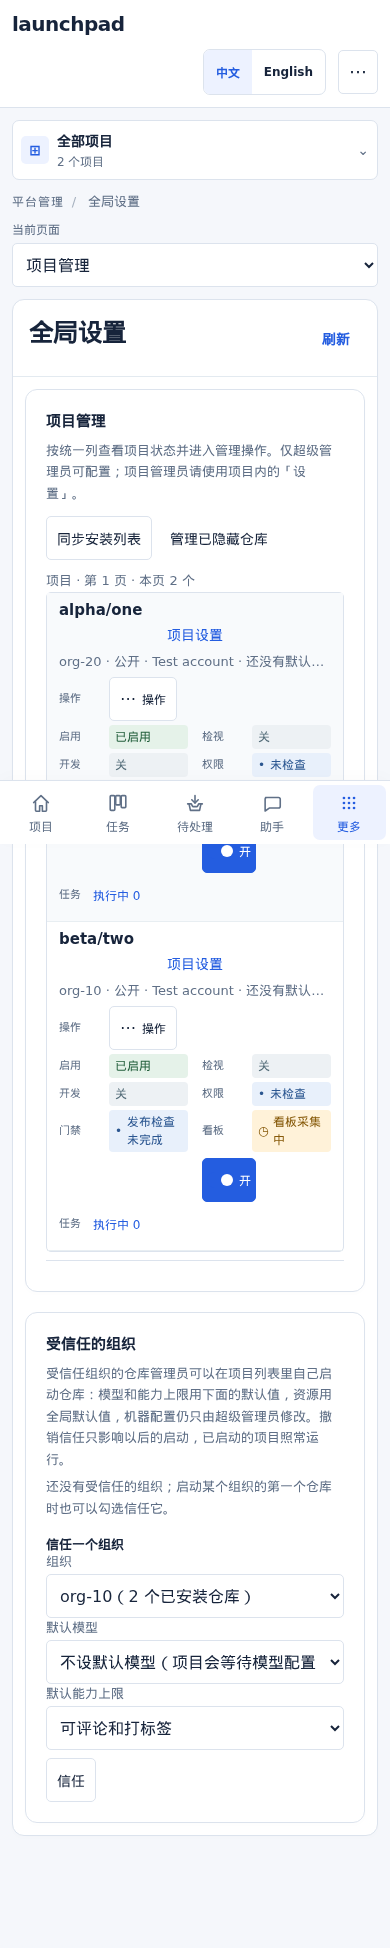 launchpad
中文 English ···
全部项目
2 个项目
平台管理 / 全局设置
当前页面
项目管理
全局设置
刷新
项目管理
按统一列查看项目状态并进入管理操作。仅超级管
理员可配置；项目管理员请使用项目内的「设
置」。
同步安装列表 管理已隐藏仓库
项目 · 第 1 页 · 本页 2 个
alpha/one
项目设置
org-20 · 公开 · Test account · 还没有默认…
操作 ··· 操作
启用 已启用 检视 关
开发 关 权限 • 未检查
项目 任务 待处理 助手 更多
开
任务 执行中 0
beta/two
项目设置
org-10 · 公开 · Test account · 还没有默认…
操作 ··· 操作
启用 已启用 检视 关
开发 关 权限 • 未检查
门禁 • 发布检查 看板 看板采集
未完成 中
开
任务 执行中 0
受信任的组织
受信任组织的仓库管理员可以在项目列表里自己启
动仓库：模型和能力上限用下面的默认值，资源用
全局默认值，机器配置仍只由超级管理员修改。撤
销信任只影响以后的启动，已启动的项目照常运
行。
还没有受信任的组织；启动某个组织的第一个仓库
时也可以勾选信任它。
信任一个组织
组织
org-10（2 个已安装仓库）
默认模型
不设默认模型（项目会等待模型配置
默认能力上限
可评论和打标签
信任